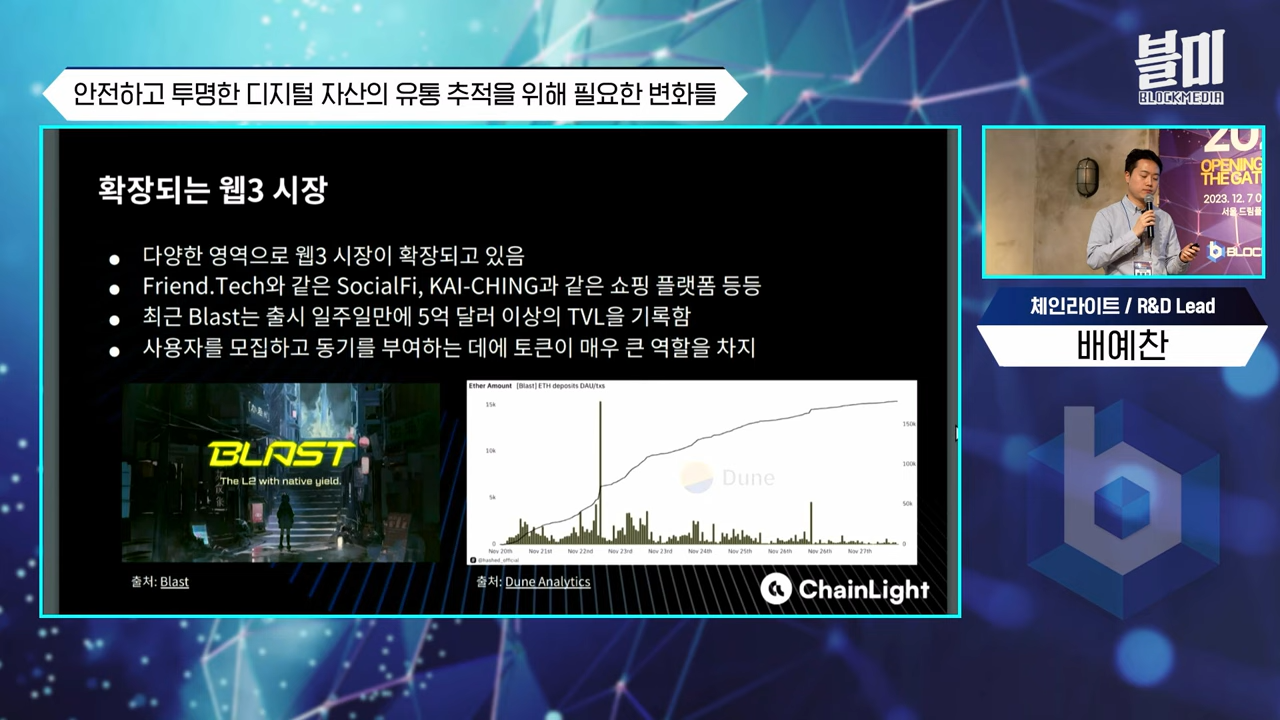 블미
BLOCKMEDIA
안전하고 투명한 디지털 자산의 유통 추적을 위해 필요한 변화들
확장되는 웹3 시장
● 다양한 영역으로 웹3 시장이 확장되고 있음
● Friend.Tech와 같은 SocialFi, KAI-CHING과 같은 쇼핑 플랫폼 등등
● 최근 Blast는 출시 일주일만에 5억 달러 이상의 TVL을 기록함
● 사용자를 모집하고 동기를 부여하는 데에 토큰이 매우 큰 역할을 차지
BLAST
The L2 with native yield.
출처: Blast
Ether Amount [Blast] ETH deposits DAU/txs
15k
10k
5k
0
150k
100k
50k
0
Dune
Nov 20th Nov 21st Nov 22nd Nov 23rd Nov 23rd Nov 24th Nov 25th Nov 26th Nov 26th Nov 27th
@hashed_official
출처: Dune Analytics
ChainLight
OPENING
THE GAT
2023. 12. 7
서울 드림플
BLOC
체인라이트 / R&D Lead
배예찬